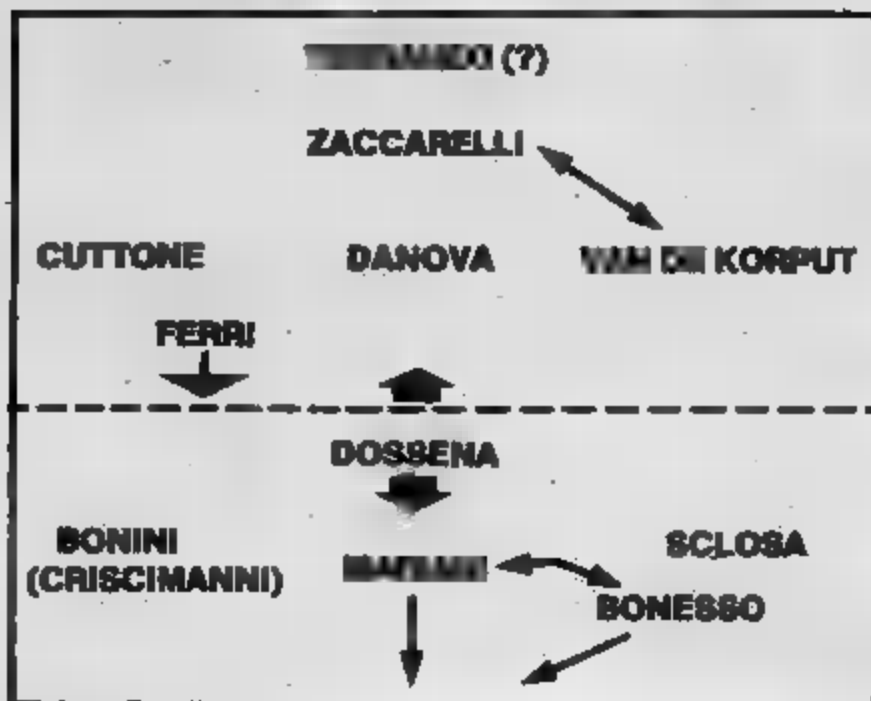 (?)
ZACCARELLI
CUTTONE DANOVA KORPUT
FERRI
DOSSENA
BONINI SCLOSA
(CRISCIMANNI)
BONESSO